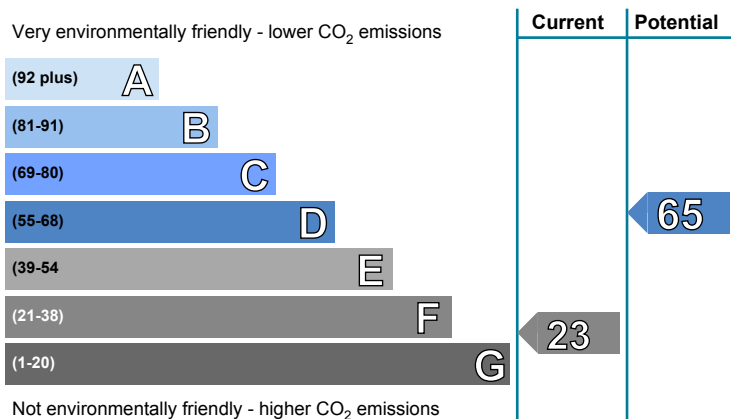 Very environmentally friendly - lower CO₂ emissions
Current
Potential
(92 plus) A
(81-91) B
(69-80) C
(55-68) D
65
(39-54 E
(21-38) F
23
(1-20) G
Not environmentally friendly - higher CO₂ emissions